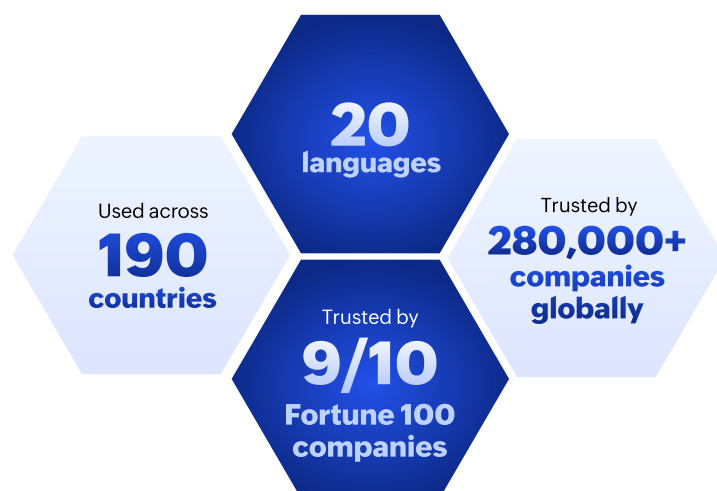 20
languages
Used across
190
countries
Trusted by
280,000+
companies
globally
Trusted by
9/10
Fortune 100
companies